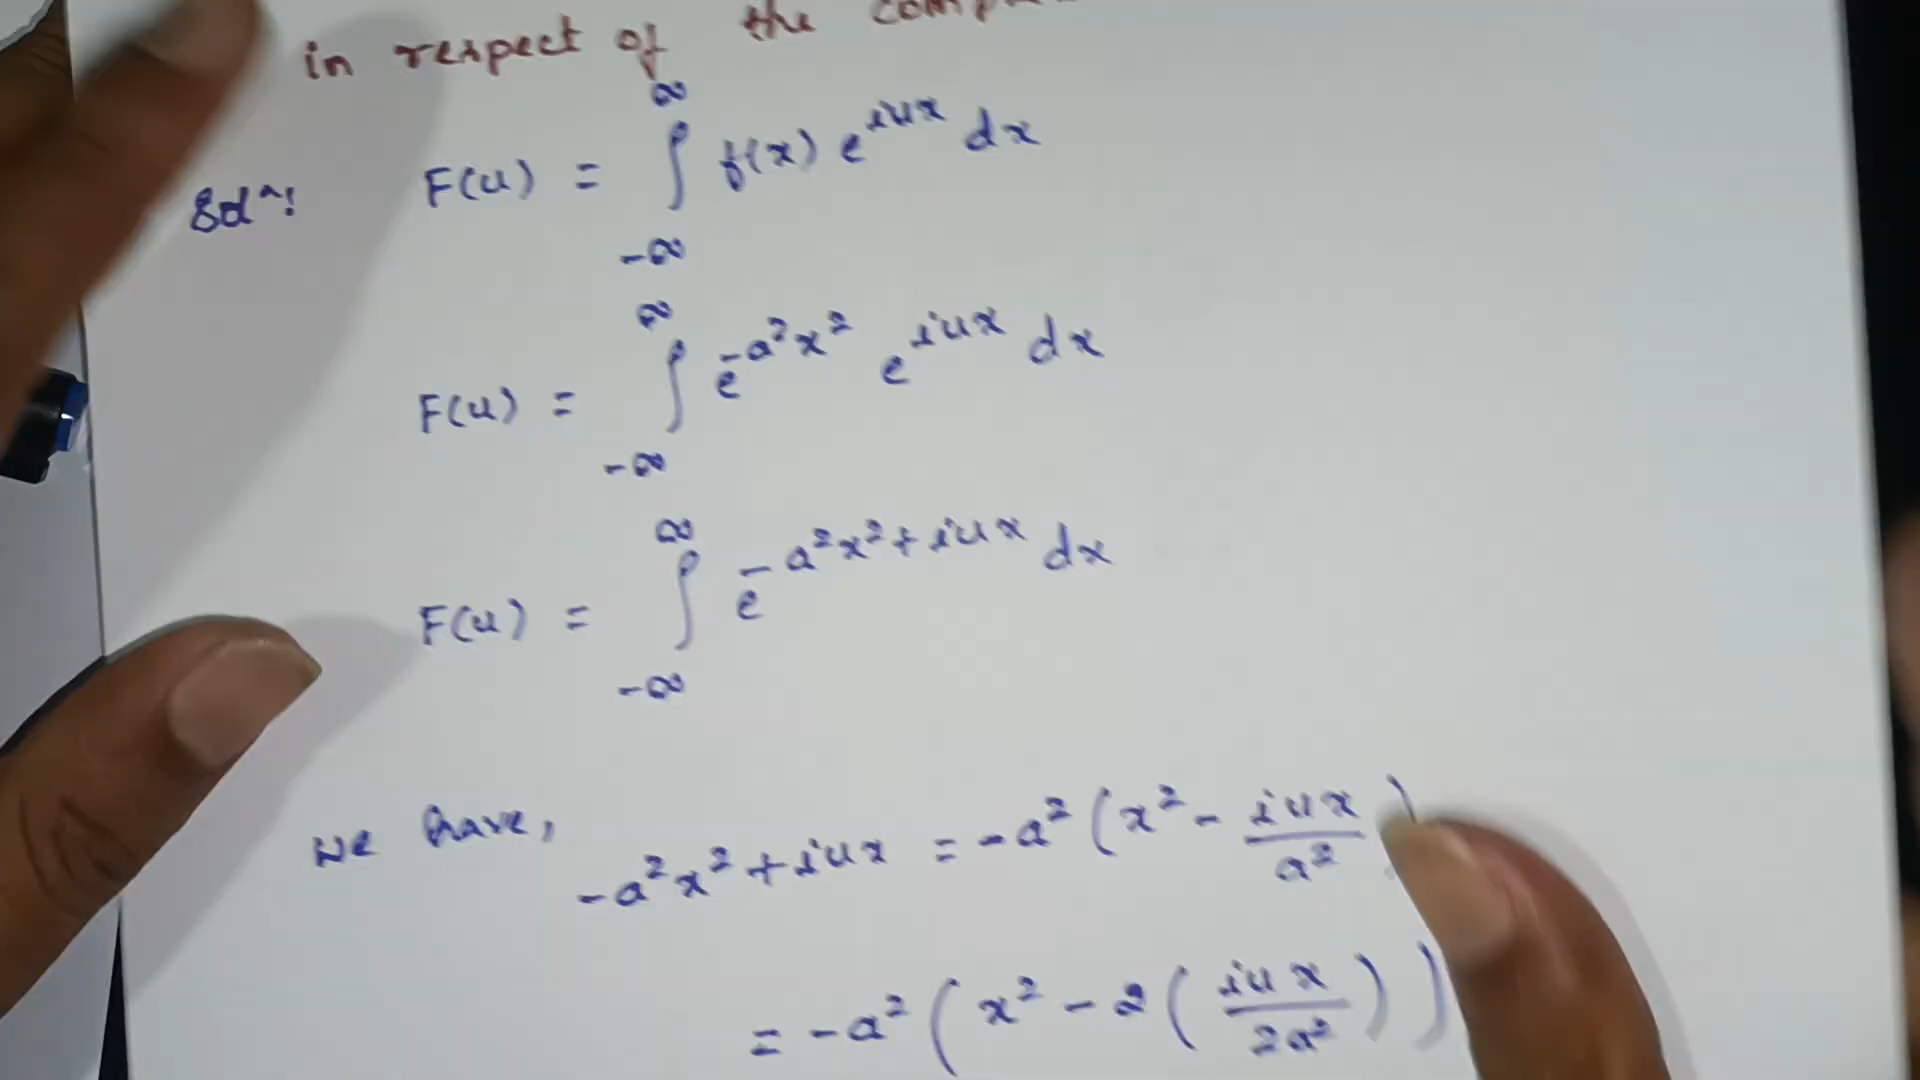 in respect of the
Solⁿ: F(u) = ∫_{-∞}^{∞} f(x) e^{iux} dx
F(u) = ∫_{-∞}^{∞} e^{-a²x²} e^{iux} dx
F(u) = ∫_{-∞}^{∞} e^{-a²x²+iux} dx
We have,
-a²x²+iux = -a²(x² - iux/a²)
= -a²(x² - 2(iux/2a²))